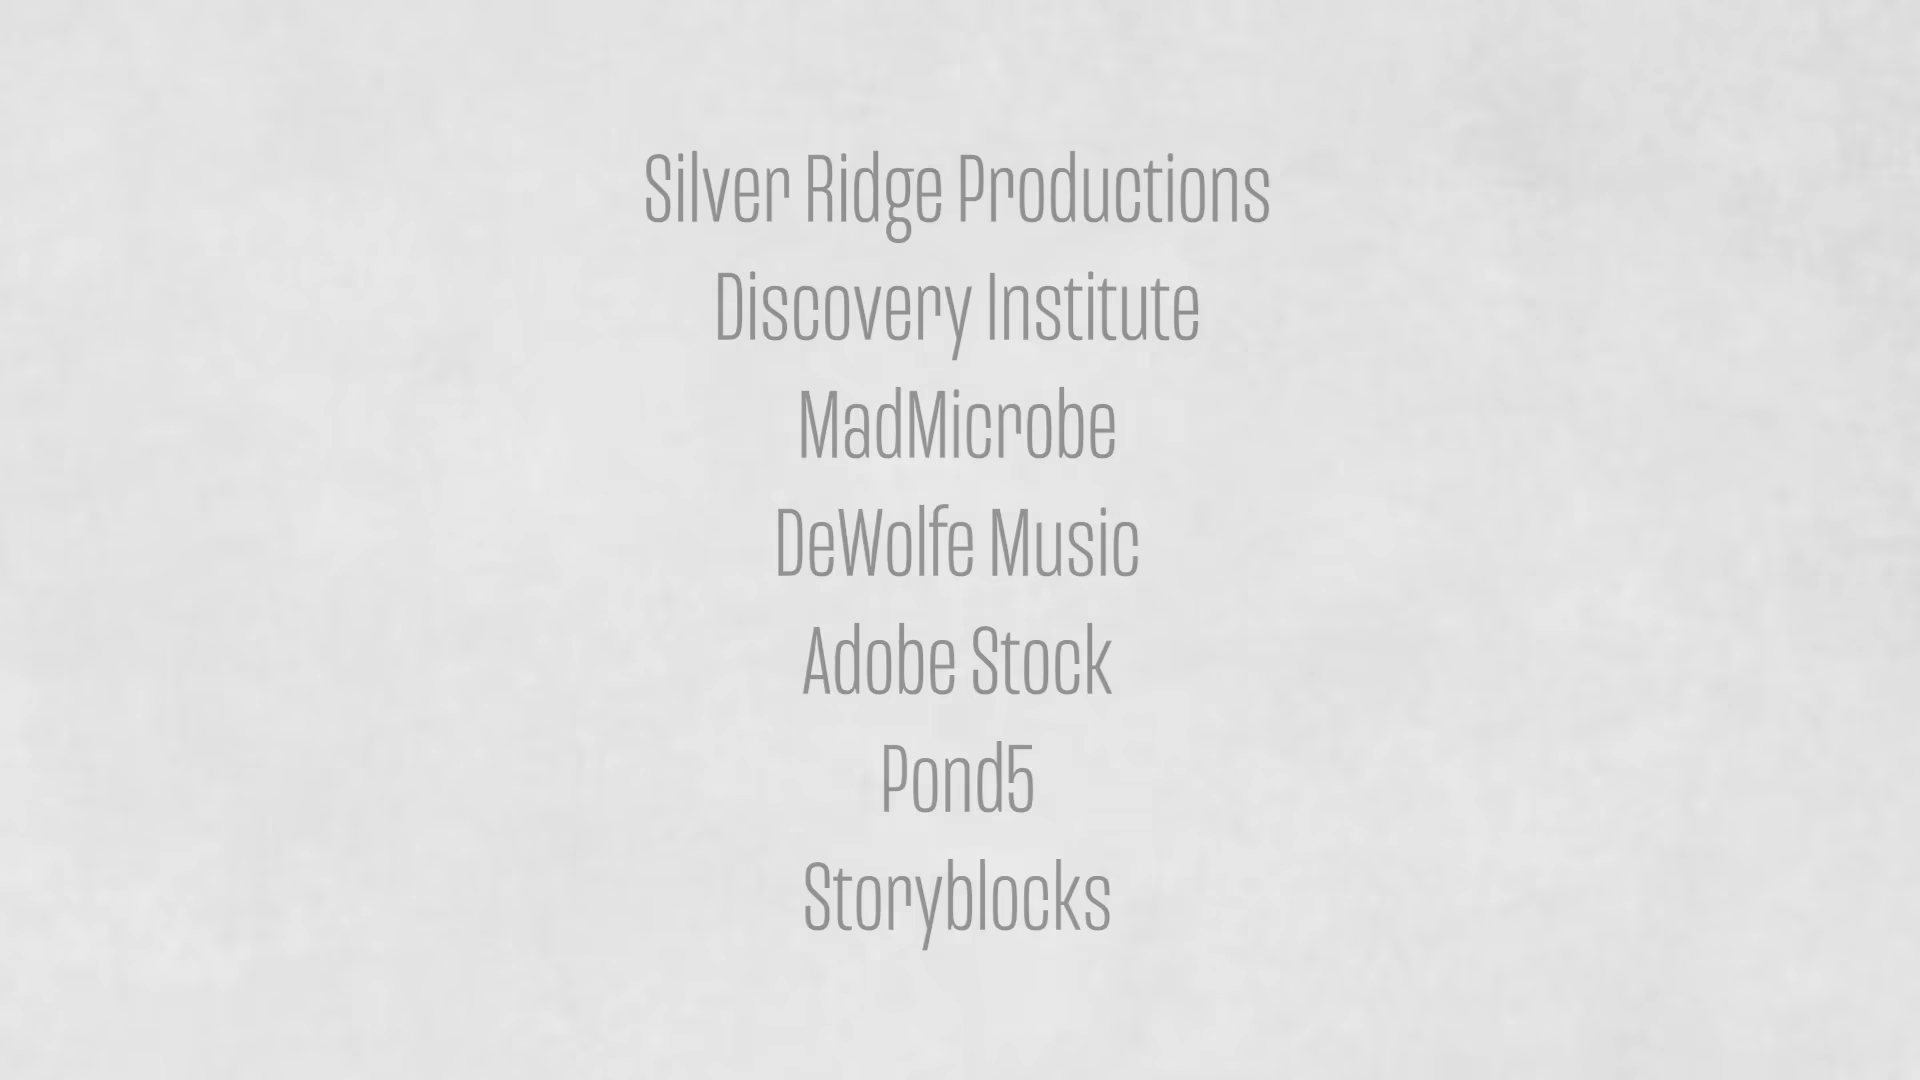 Silver Ridge Productions
Discovery Institute
MadMicrobe
DeWolfe Music
Adobe Stock
Pond5
Storyblocks